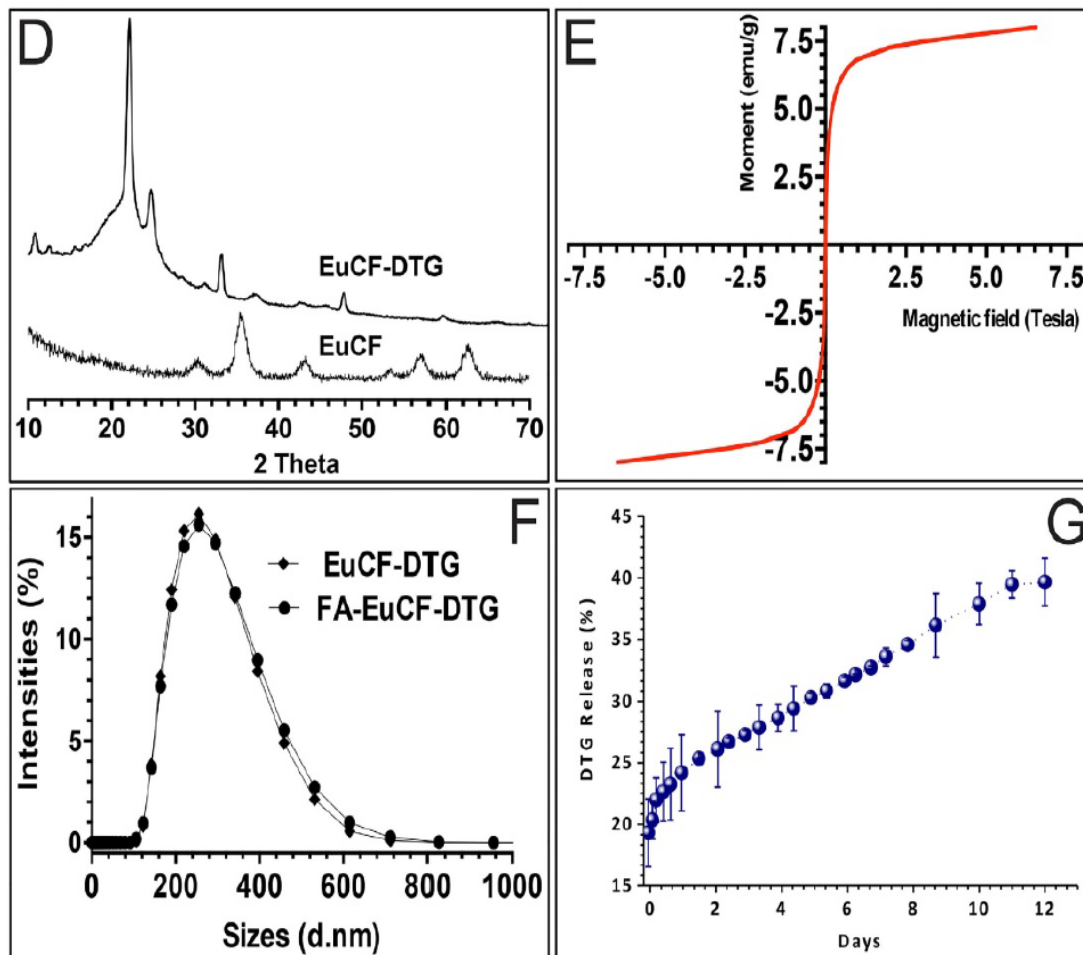 D
EuCF-DTG
EuCF
10 20 30 40 50 60 70
2 Theta
E
Moment (emu/g)
7.5
5.0
2.5
-7.5 -5.0 -2.5 2.5 5.0 7.5
Magnetic field (Tesla)
-2.5
-5.0
-7.5
F
Intensities (%)
15
10
5
0
EuCF-DTG
FA-EuCF-DTG
0 200 400 600 800 1000
Sizes (d.nm)
G
DTG Release (%)
45
40
35
30
25
20
15
0 2 4 6 8 10 12
Days